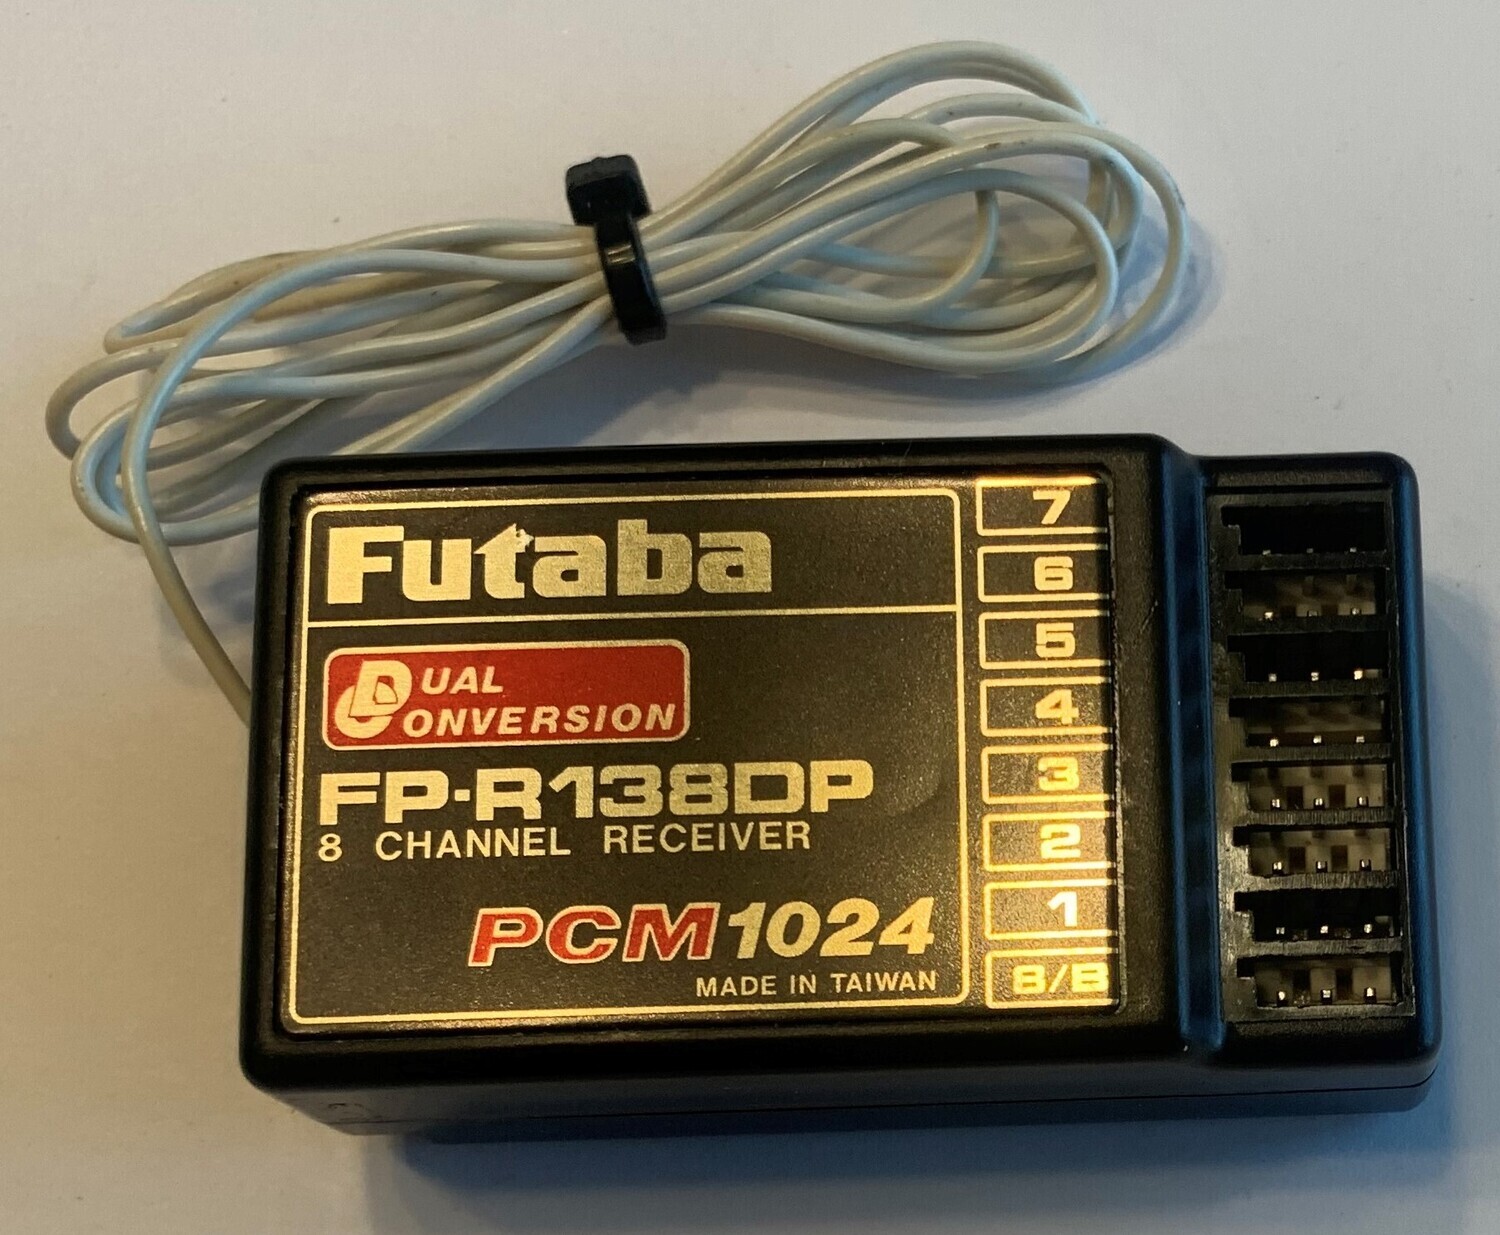 Futaba
DUAL
CONVERSION
FP-R138DP
8 CHANNEL RECEIVER
PCM1024
MADE IN TAIWAN
7
6
5
4
3
2
1
8/B